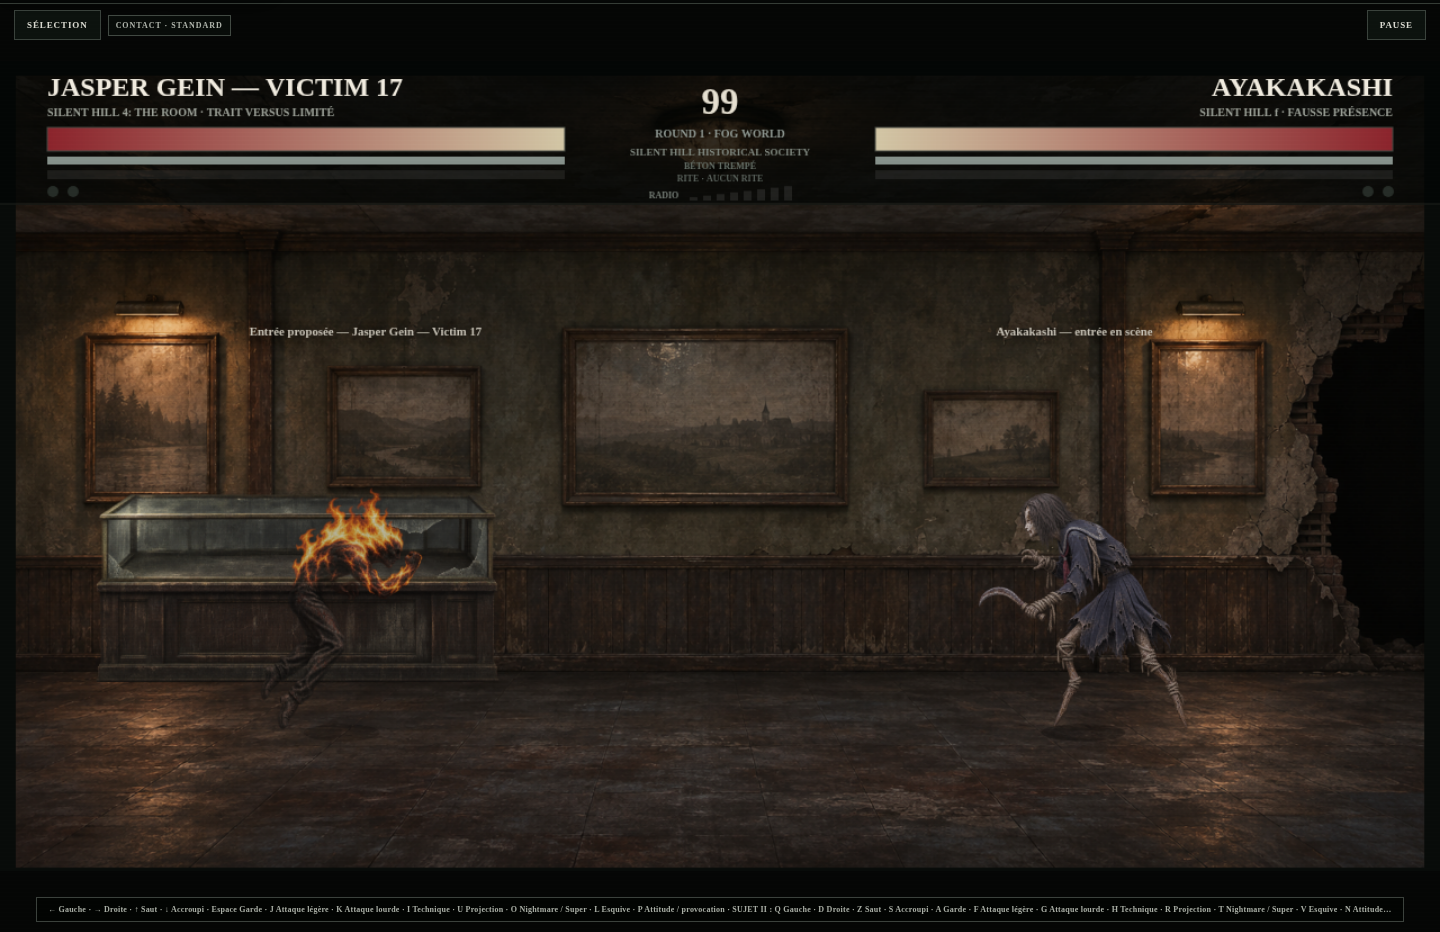 SÉLECTION
CONTACT · STANDARD
PAUSE
JASPER GEIN — VICTIM 17
SILENT HILL 4: THE ROOM · TRAIT VERSUS LIMITÉ
99
ROUND 1 · FOG WORLD
SILENT HILL HISTORICAL SOCIETY
BÉTON TREMPÉ
RITE · AUCUN RITE
RADIO
AYAKAKASHI
SILENT HILL f · FAUSSE PRÉSENCE
Entrée proposée — Jasper Gein — Victim 17
Ayakakashi — entrée en scène
← Gauche · → Droite · ↑ Saut · ↓ Accroupi · Espace Garde · J Attaque légère · K Attaque lourde · I Technique · U Projection · O Nightmare / Super · L Esquive · P Attitude / provocation · SUJET II : Q Gauche · D Droite · Z Saut · S Accroupi · A Garde · F Attaque légère · G Attaque lourde · H Technique · R Projection · T Nightmare / Super · V Esquive · N Attitude…